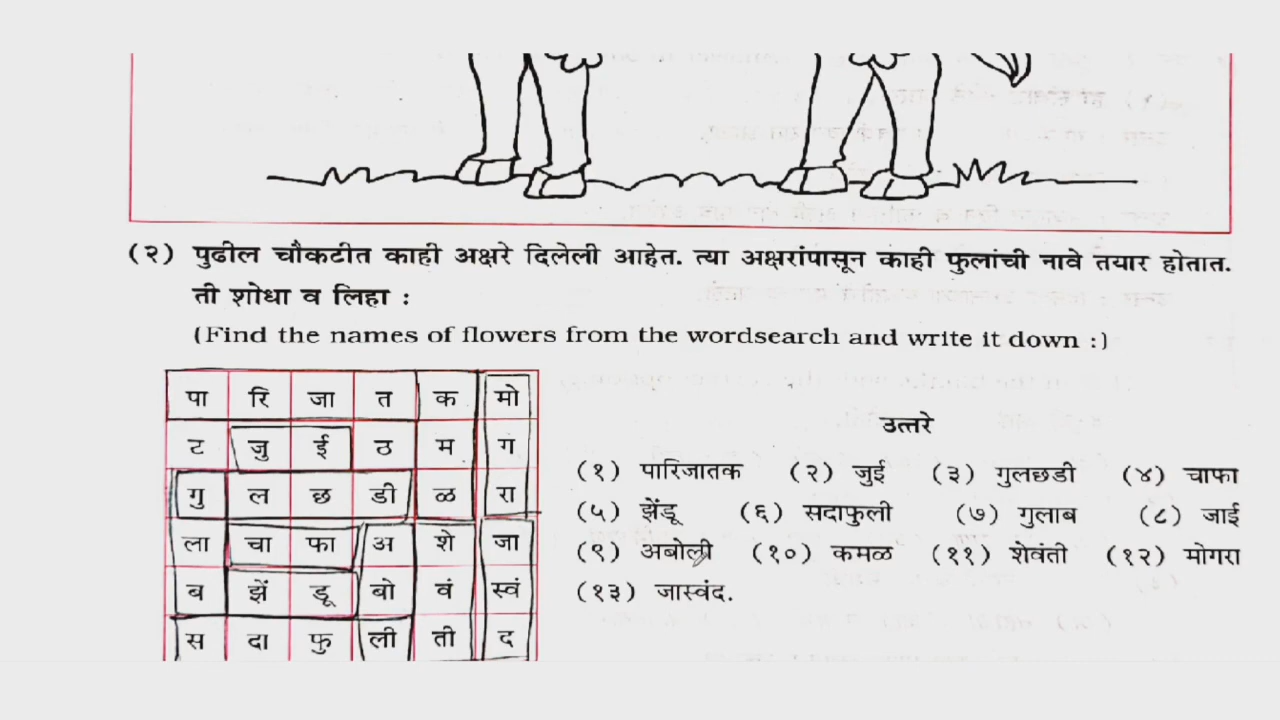 (२) पुढील चौकटीत काही अक्षरे दिलेली आहेत. त्या अक्षरांपासून काही फुलांची नावे तयार होतात.
ती शोधा व लिहा :
(Find the names of flowers from the wordsearch and write it down :)
पा रि जा त क मो
ट जु ई ठ म ग
गु ल छ डी ळ रा
ला चा फा अ शे जा
ब झें डू बो वं स्वं
स दा फु ली ती द
उत्तरे
(१) पारिजातक (२) जुई (३) गुलछडी (४) चाफा
(५) झेंडू (६) सदाफुली (७) गुलाब (८) जाई
(९) अबोली (१०) कमळ (११) शेवंती (१२) मोगरा
(१३) जास्वंद.